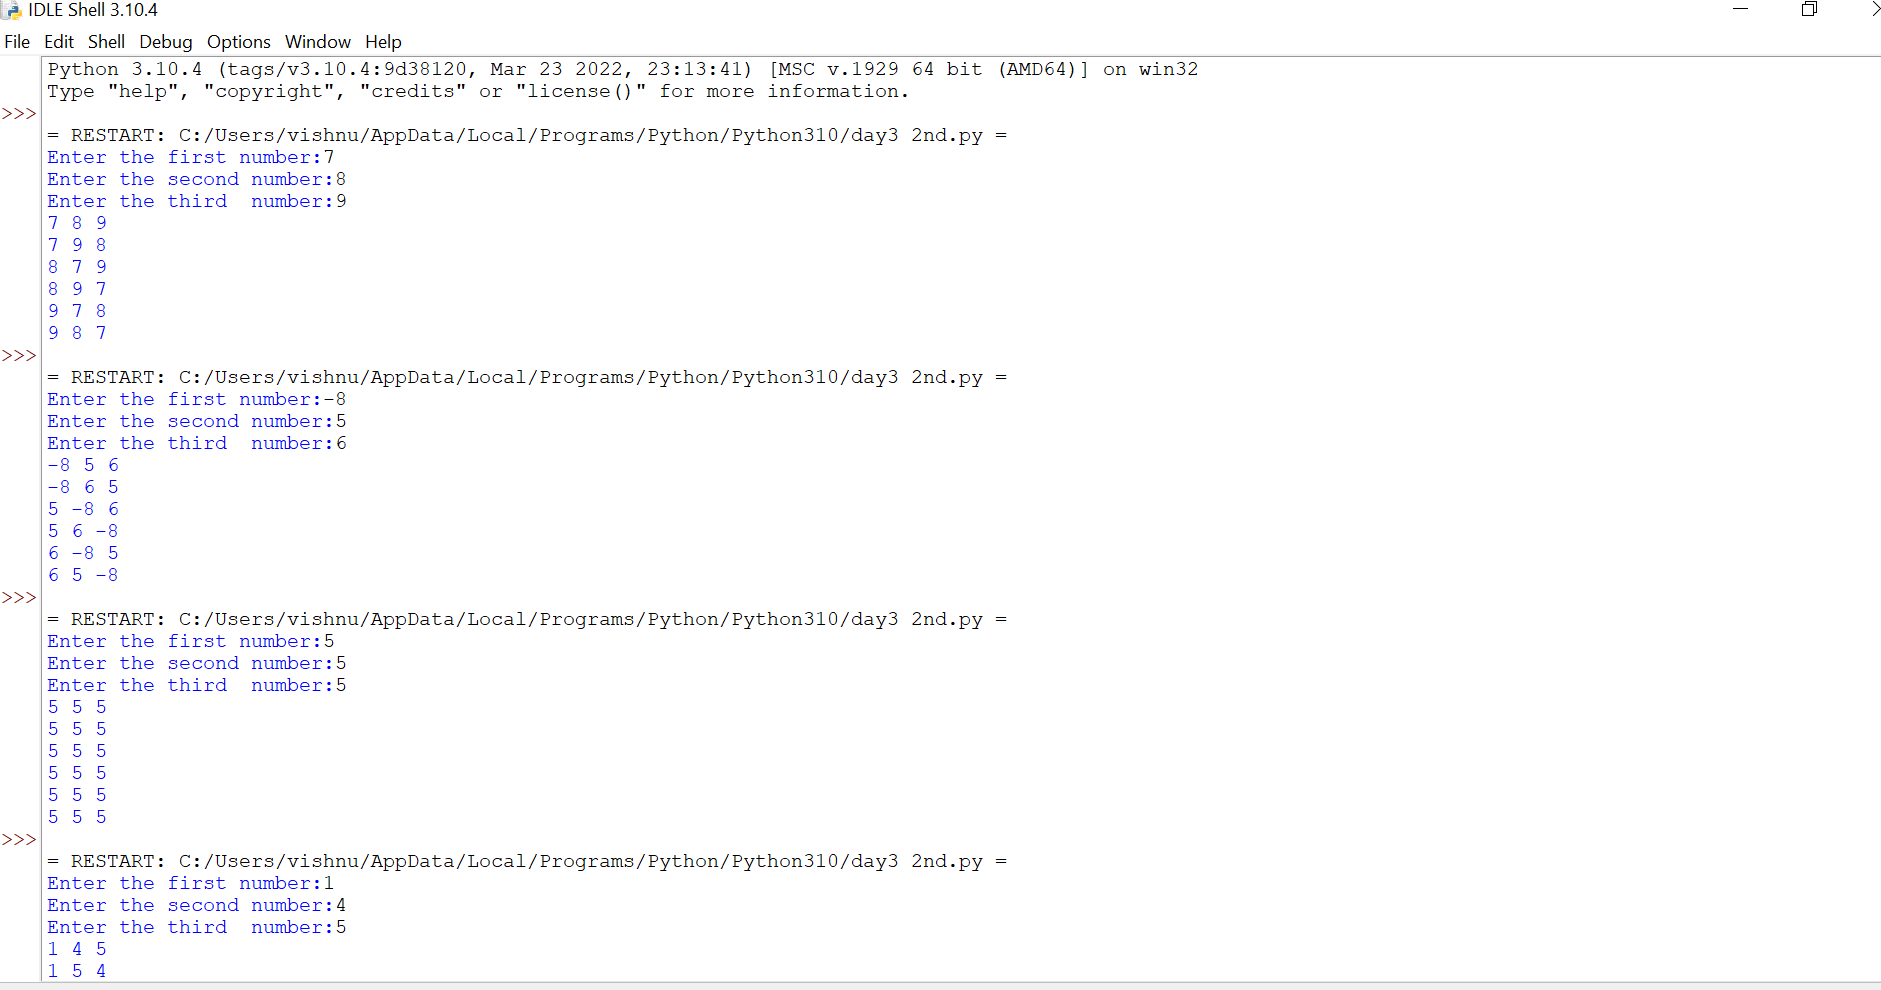 IDLE Shell 3.10.4
File Edit Shell Debug Options Window Help
Python 3.10.4 (tags/v3.10.4:9d38120, Mar 23 2022, 23:13:41) [MSC v.1929 64 bit (AMD64)] on win32
Type "help", "copyright", "credits" or "license()" for more information.
>>>
= RESTART: C:/Users/vishnu/AppData/Local/Programs/Python/Python310/day3 2nd.py =
Enter the first number:7
Enter the second number:8
Enter the third  number:9
7 8 9
7 9 8
8 7 9
8 9 7
9 7 8
9 8 7
>>>
= RESTART: C:/Users/vishnu/AppData/Local/Programs/Python/Python310/day3 2nd.py =
Enter the first number:-8
Enter the second number:5
Enter the third  number:6
-8 5 6
-8 6 5
5 -8 6
5 6 -8
6 -8 5
6 5 -8
>>>
= RESTART: C:/Users/vishnu/AppData/Local/Programs/Python/Python310/day3 2nd.py =
Enter the first number:5
Enter the second number:5
Enter the third  number:5
5 5 5
5 5 5
5 5 5
5 5 5
5 5 5
5 5 5
>>>
= RESTART: C:/Users/vishnu/AppData/Local/Programs/Python/Python310/day3 2nd.py =
Enter the first number:1
Enter the second number:4
Enter the third  number:5
1 4 5
1 5 4